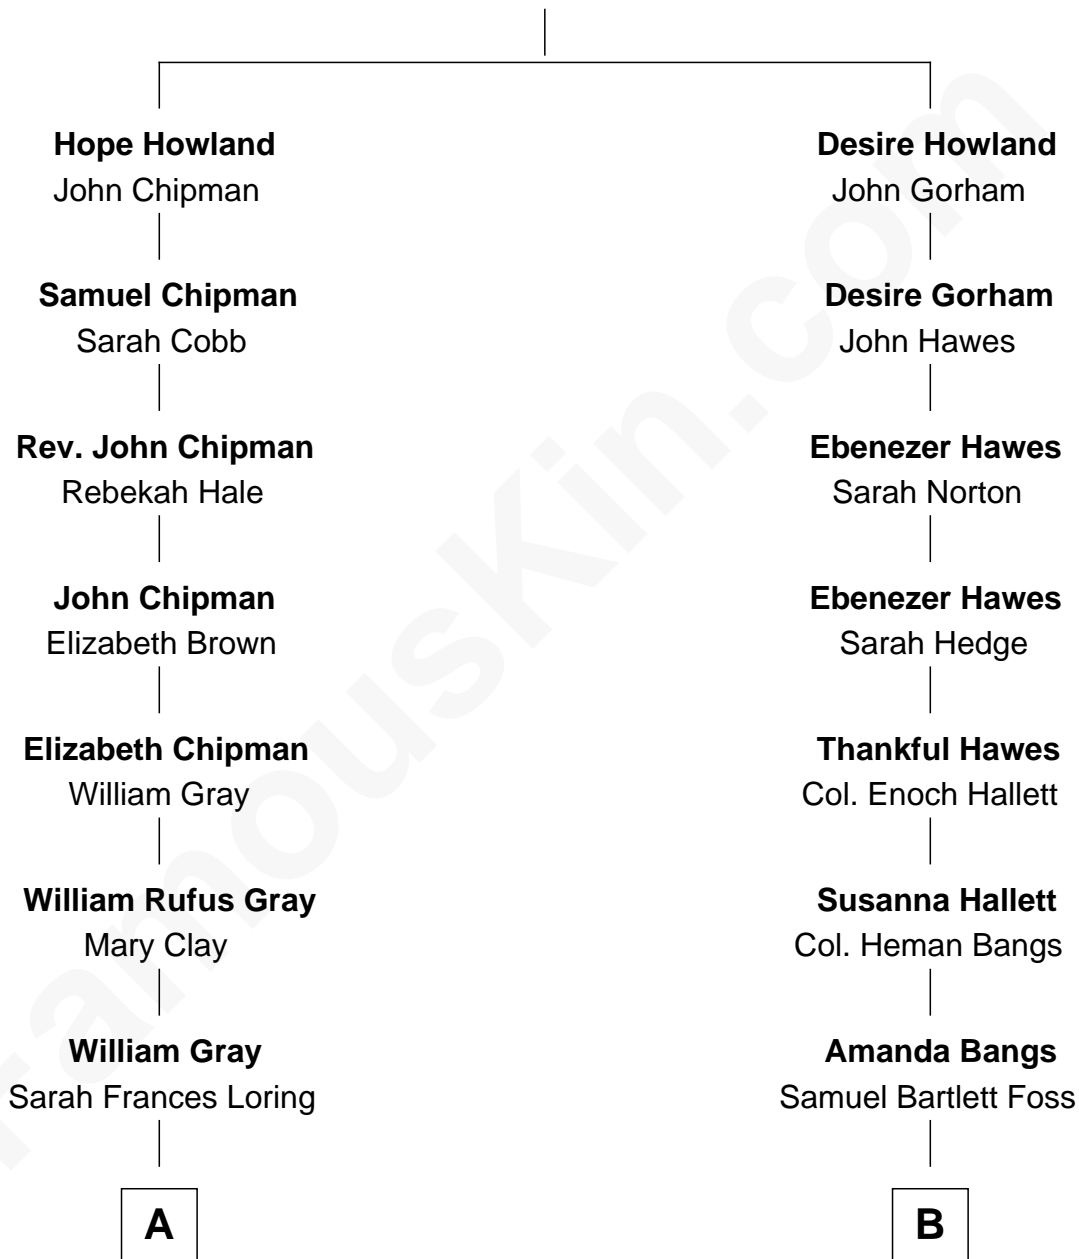 Hope Howland
John Chipman
Desire Howland
John Gorham
Samuel Chipman
Sarah Cobb
Desire Gorham
John Hawes
Rev. John Chipman
Rebekah Hale
Ebenezer Hawes
Sarah Norton
John Chipman
Elizabeth Brown
Ebenezer Hawes
Sarah Hedge
Elizabeth Chipman
William Gray
Thankful Hawes
Col. Enoch Hallett
William Rufus Gray
Mary Clay
Susanna Hallett
Col. Heman Bangs
William Gray
Sarah Frances Loring
Amanda Bangs
Samuel Bartlett Foss
A
B
FamousKin.com